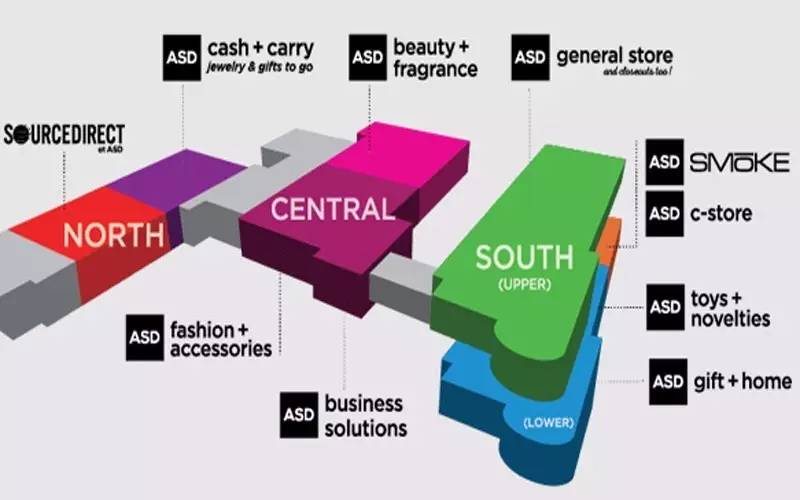 ASD cash + carry
jewelry & gifts to go
ASD beauty +
fragrance
ASD general store
and closeouts too!
SOURCEDIRECT
at ASD
ASD SMOKE
ASD c-store
NORTH
CENTRAL
SOUTH
(UPPER)
ASD toys +
novelties
ASD fashion +
accessories
ASD gift + home
ASD business
solutions
(LOWER)